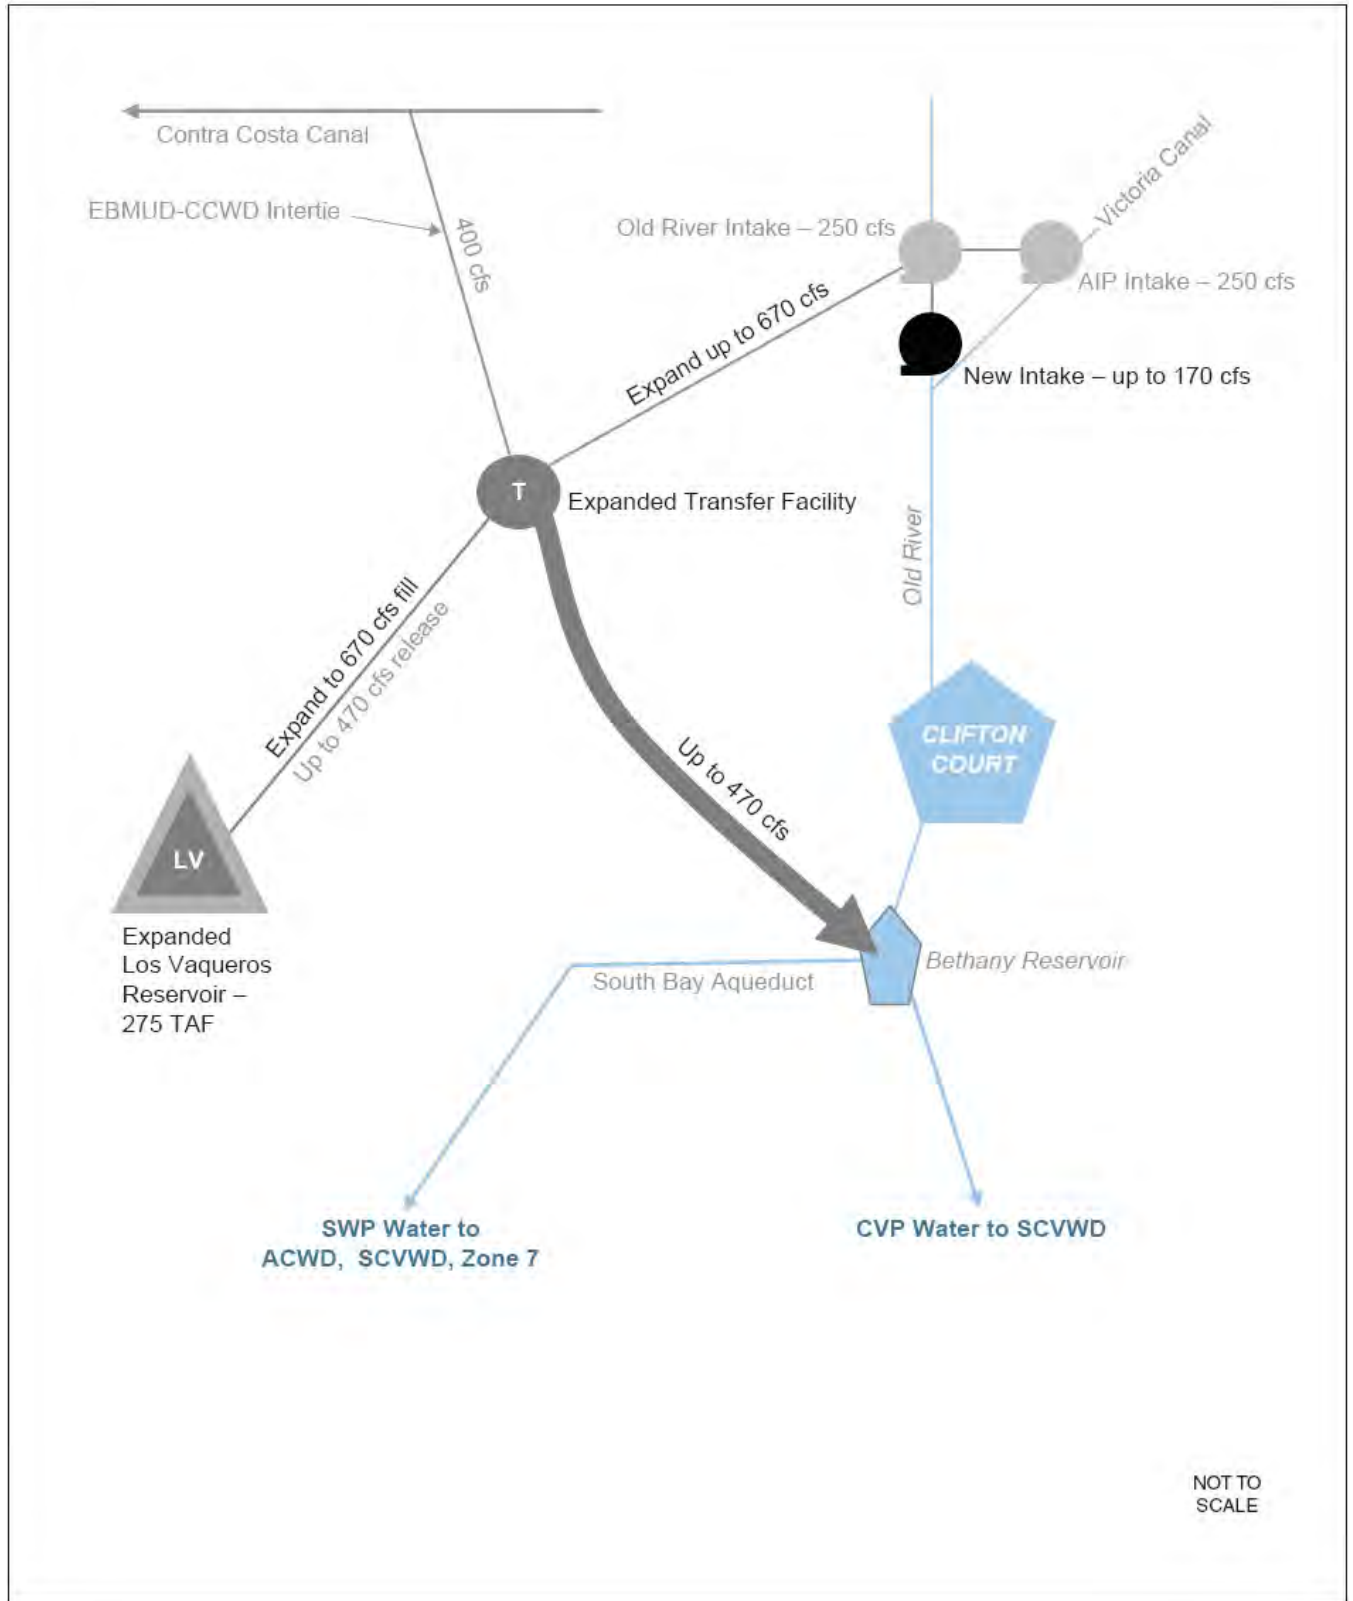 Contra Costa Canal
EBMUD-CCWD Intertie
400 cfs
Old River Intake – 250 cfs
Victoria Canal
AIP Intake – 250 cfs
Expand up to 670 cfs
New Intake – up to 170 cfs
T
Expanded Transfer Facility
Old River
Expand to 670 cfs fill
Up to 470 cfs release
Up to 470 cfs
CLIFTON
COURT
LV
Expanded
Los Vaqueros
Reservoir –
275 TAF
Bethany Reservoir
South Bay Aqueduct
SWP Water to
ACWD, SCVWD, Zone 7
CVP Water to SCVWD
NOT TO
SCALE